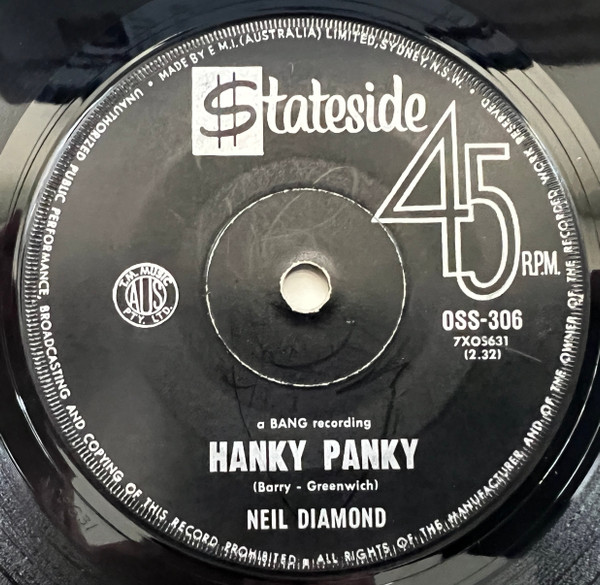 MADE BY E.M.I. (AUSTRALIA) LIMITED, SYDNEY, N.S.W. •
$tateside
45
R.P.M.
T.M. MUSIC
AUS
PTY. LTD.
OSS-306
7XOS631
(2.32)
a BANG recording
HANKY PANKY
(Barry - Greenwich)
NEIL DIAMOND
UNAUTHORIZED PUBLIC PERFORMANCE, BROADCASTING AND COPYING OF THIS RECORD PROHIBITED ■ ALL RIGHTS OF THE MANUFACTURER AND OF THE OWNER OF THE RECORDED WORK RESERVED •